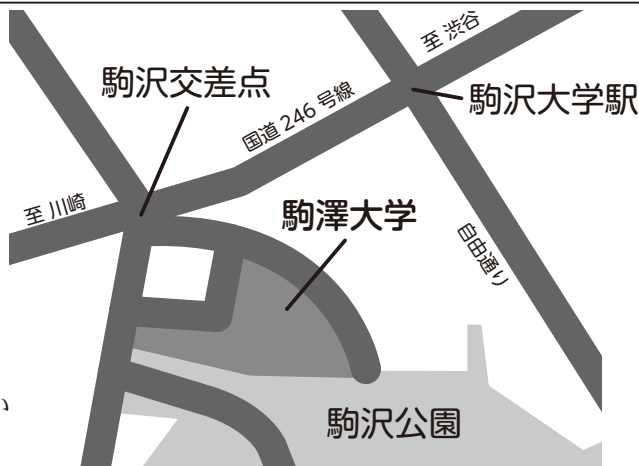 至 渋谷
駒沢交差点
駒沢大学駅
国道 246 号線
至 川崎
駒澤大学
自由通り
い
駒沢公園